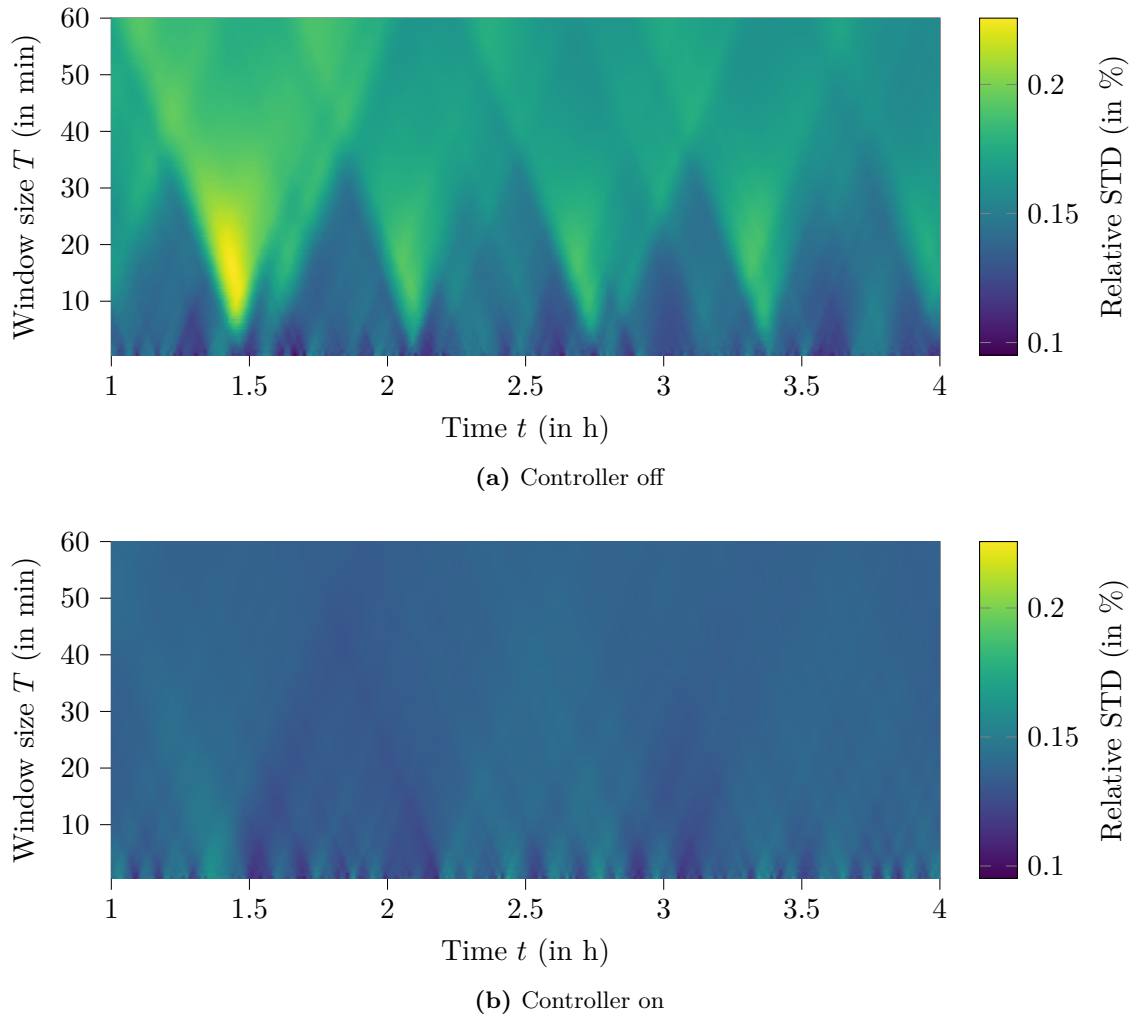 60
50
40
30
20
10
Window size T (in min)
1 1.5 2 2.5 3 3.5 4
Time t (in h)
0.2
0.15
0.1
Relative STD (in %)
(a) Controller off
60
50
40
30
20
10
Window size T (in min)
1 1.5 2 2.5 3 3.5 4
Time t (in h)
0.2
0.15
0.1
Relative STD (in %)
(b) Controller on